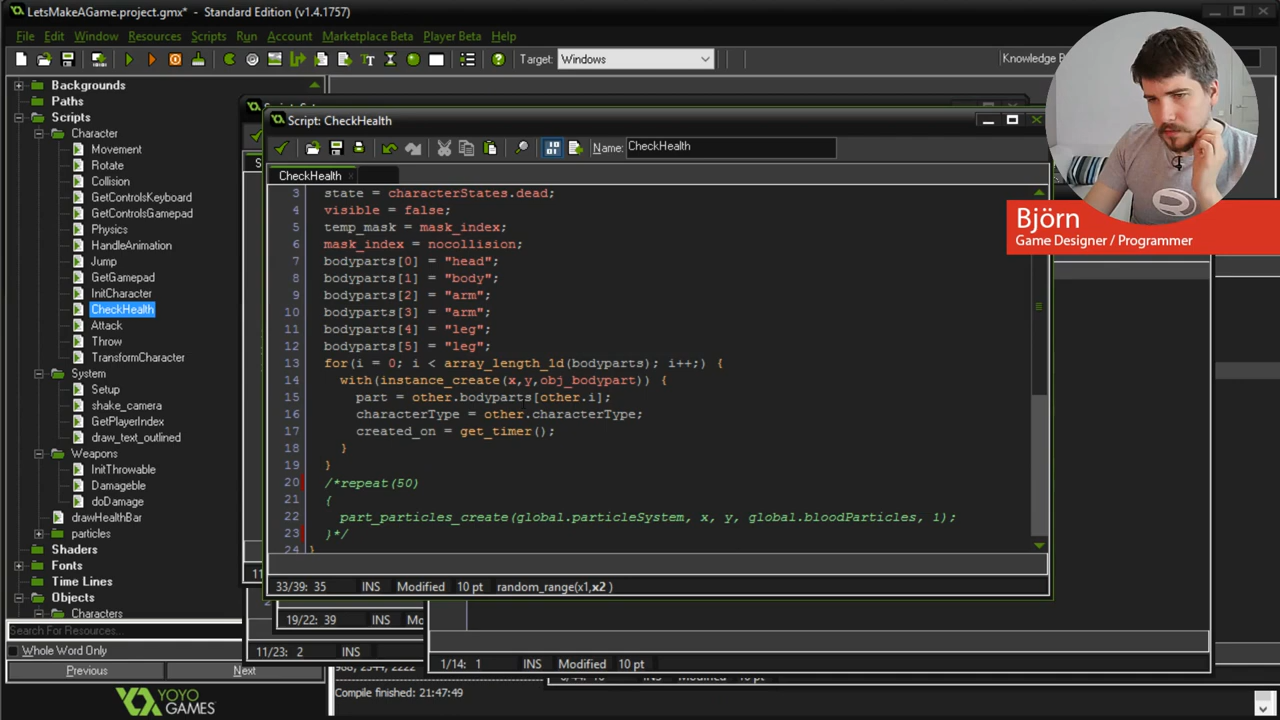 LetsMakeAGame.project.gmx* - Standard Edition (v1.4.1757)
File Edit Window Resources Scripts Run Account Marketplace Beta Player Beta Help
Target: Windows
Knowledge
Backgrounds
Paths
Scripts
Character
Movement
Rotate
Collision
GetControlsKeyboard
GetControlsGamepad
Physics
HandleAnimation
Jump
GetGamepad
InitCharacter
CheckHealth
Attack
Throw
TransformCharacter
System
Setup
shake_camera
GetPlayerIndex
draw_text_outlined
Weapons
InitThrowable
Damageable
doDamage
drawHealthBar
particles
Shaders
Fonts
Time Lines
Objects
Characters
Search For Resources...
Whole Word Only
Previous Next
YOYO
GAMES™
Script: CheckHealth
Name: CheckHealth
CheckHealth
3 state = characterStates.dead;
4 visible = false;
5 temp_mask = mask_index;
6 mask_index = nocollision;
7 bodyparts[0] = "head";
8 bodyparts[1] = "body";
9 bodyparts[2] = "arm";
10 bodyparts[3] = "arm";
11 bodyparts[4] = "leg";
12 bodyparts[5] = "leg";
13 for(i = 0; i < array_length_1d(bodyparts); i++;) {
14 with(instance_create(x,y,obj_bodypart)) {
15 part = other.bodyparts[other.i];
16 characterType = other.characterType;
17 created_on = get_timer();
18 }
19 }
20 /*repeat(50)
21 {
22 part_particles_create(global.particleSystem, x, y, global.bloodParticles, 1);
23 }*/
24 }
33/39: 35 INS Modified 10 pt random_range(x1,x2 )
19/22: 39 INS
11/23: 2 INS
1/14: 1 INS Modified 10 pt
Compile finished: 21:47:49
Björn
Game Designer / Programmer